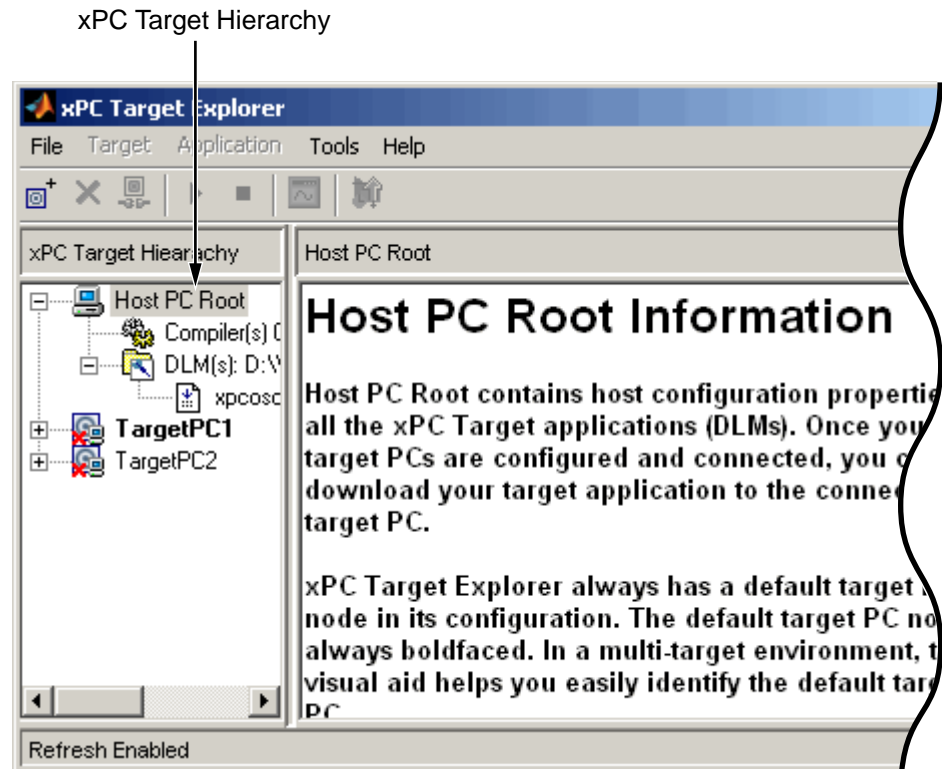 xPC Target Hierarchy
xPC Target Explorer
File Target Application Tools Help
xPC Target Hiearachy
Host PC Root
Host PC Root
Compiler(s)
DLM(s): D:\
xpcosc
TargetPC1
TargetPC2
Host PC Root Information
Host PC Root contains host configuration propertie
all the xPC Target applications (DLMs). Once you
target PCs are configured and connected, you c
download your target application to the connec
target PC.
xPC Target Explorer always has a default target
node in its configuration. The default target PC no
always boldfaced. In a multi-target environment, t
visual aid helps you easily identify the default targ
PC
Refresh Enabled